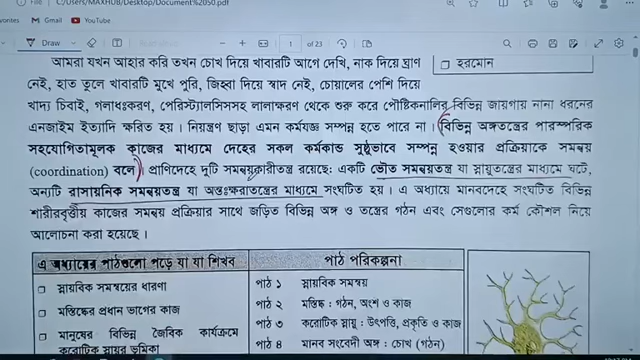 File C:/Users/MAXHUB/Desktop/Document%2050.pdf
Gmail YouTube
Draw 1 of 23
আমরা যখন আহার করি তখন চোখ দিয়ে খাবারটি আগে দেখি, নাক দিয়ে ঘ্রাণ
হরমোন
নেই, হাত তুলে খাবারটি মুখে পুরি, জিহ্বা দিয়ে স্বাদ নেই, চোয়ালের পেশি দিয়ে
খাদ্য চিবাই, গলাধঃকরণ, পেরিস্ট্যালসিসসহ লালাক্ষরণ থেকে শুরু করে পৌষ্টিকনালির বিভিন্ন জায়গায় নানা ধরনের
এনজাইম ইত্যাদি ক্ষরিত হয়। নিয়ন্ত্রণ ছাড়া এমন কর্মযজ্ঞ সম্পন্ন হতে পারে না। বিভিন্ন অঙ্গতন্ত্রের পারস্পরিক
সহযোগিতামূলক কাজের মাধ্যমে দেহের সকল কর্মকান্ড সুষ্ঠুভাবে সম্পন্ন হওয়ার প্রক্রিয়াকে সমন্বয়
(coordination) বলে। প্রাণিদেহে দুটি সমন্বয়কারীতন্ত্র রয়েছে: একটি ভৌত সমন্বয়তন্ত্র যা স্নায়ুতন্ত্রের মাধ্যমে ঘটে,
অন্যটি রাসায়নিক সমন্বয়তন্ত্র যা অন্তঃক্ষরাতন্ত্রের মাধ্যমে সংঘটিত হয়। এ অধ্যায়ে মানবদেহে সংঘটিত বিভিন্ন
শারীরবৃত্তীয় কাজের সমন্বয় প্রক্রিয়ার সাথে জড়িত বিভিন্ন অঙ্গ ও তন্ত্রের গঠন এবং সেগুলোর কর্ম কৌশল নিয়ে
আলোচনা করা হয়েছে।
এ অধ্যায়ের পাঠগুলো পড়ে যা যা শিখব পাঠ পরিকল্পনা
স্নায়বিক সমন্বয়ের ধারণা পাঠ ১ স্নায়বিক সমন্বয়
মস্তিষ্কের প্রধান ভাগের কাজ পাঠ ২ মস্তিষ্ক : গঠন, অংশ ও কাজ
মানুষের বিভিন্ন জৈবিক কার্যক্রমে পাঠ ৩ করোটিক স্নায়ু : উৎপত্তি, প্রকৃতি ও কাজ
করোটিক স্নায়ুর ভূমিকা পাঠ ৪ মানব সংবেদী অঙ্গ : চোখ (গঠন)